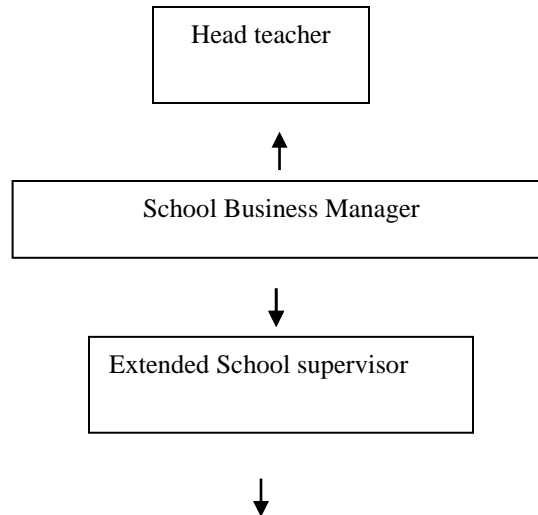 Head teacher
School Business Manager
Extended School supervisor